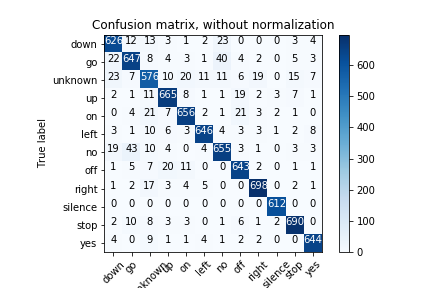 Confusion matrix, without normalization
True label
down 626 12 13 3 1 2 23 0 0 0 3 4
go 22 647 8 4 3 1 40 4 2 0 5 3
unknown 23 7 576 10 20 11 11 6 19 0 15 7
up 2 1 11 665 8 1 1 19 2 3 7 1
on 0 4 21 7 656 2 1 21 3 2 1 0
left 3 1 10 6 3 646 4 3 3 1 2 8
no 19 43 10 4 0 4 655 3 1 0 3 3
off 1 5 7 20 11 0 0 643 2 0 1 1
right 1 2 17 3 4 5 0 0 698 0 2 1
silence 0 0 0 0 0 0 0 0 0 612 0 0
stop 2 10 8 3 3 0 1 6 1 2 690 0
yes 4 0 9 1 1 4 1 2 2 0 0 644
down go nknown up on left no off right silence stop yes
600
500
400
300
200
100
0